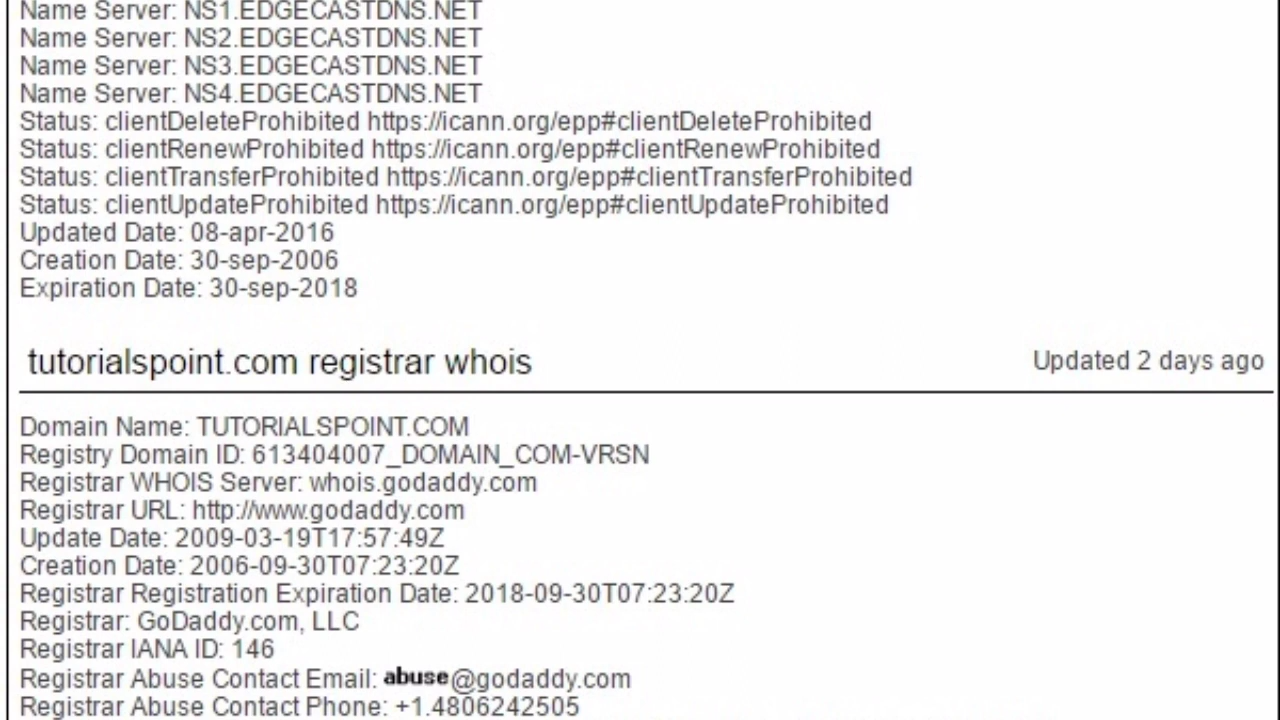 Name Server: NS1.EDGECASTDNS.NET
Name Server: NS2.EDGECASTDNS.NET
Name Server: NS3.EDGECASTDNS.NET
Name Server: NS4.EDGECASTDNS.NET
Status: clientDeleteProhibited https://icann.org/epp#clientDeleteProhibited
Status: clientRenewProhibited https://icann.org/epp#clientRenewProhibited
Status: clientTransferProhibited https://icann.org/epp#clientTransferProhibited
Status: clientUpdateProhibited https://icann.org/epp#clientUpdateProhibited
Updated Date: 08-apr-2016
Creation Date: 30-sep-2006
Expiration Date: 30-sep-2018
tutorialspoint.com registrar whois
Updated 2 days ago
Domain Name: TUTORIALSPOINT.COM
Registry Domain ID: 613404007_DOMAIN_COM-VRSN
Registrar WHOIS Server: whois.godaddy.com
Registrar URL: http://www.godaddy.com
Update Date: 2009-03-19T17:57:49Z
Creation Date: 2006-09-30T07:23:20Z
Registrar Registration Expiration Date: 2018-09-30T07:23:20Z
Registrar: GoDaddy.com, LLC
Registrar IANA ID: 146
Registrar Abuse Contact Email: abuse@godaddy.com
Registrar Abuse Contact Phone: +1.4806242505